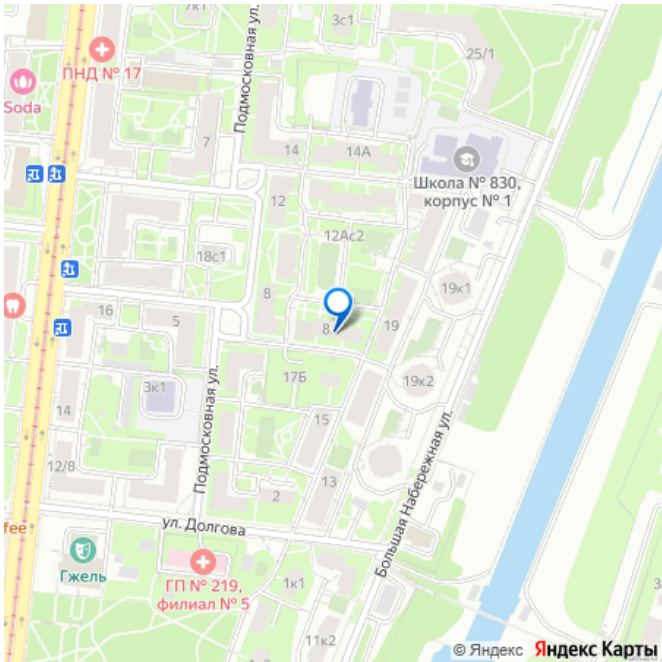 3с1
7к1
25/1
ПНД № 17
Подмосковная ул.
Soda
7
14
14А
Школа № 830,
корпус № 1
12
12Ас2
18с1
19к1
8
16
5
8
19
17Б
19к2
3к1
Подмосковная ул.
14
15
Большая Набережная ул.
12/8
13
2
fee
ул. Долгова
Гжель
ГП № 219,
филиал № 5
1к1
11к2
© Яндекс Яндекс Карты